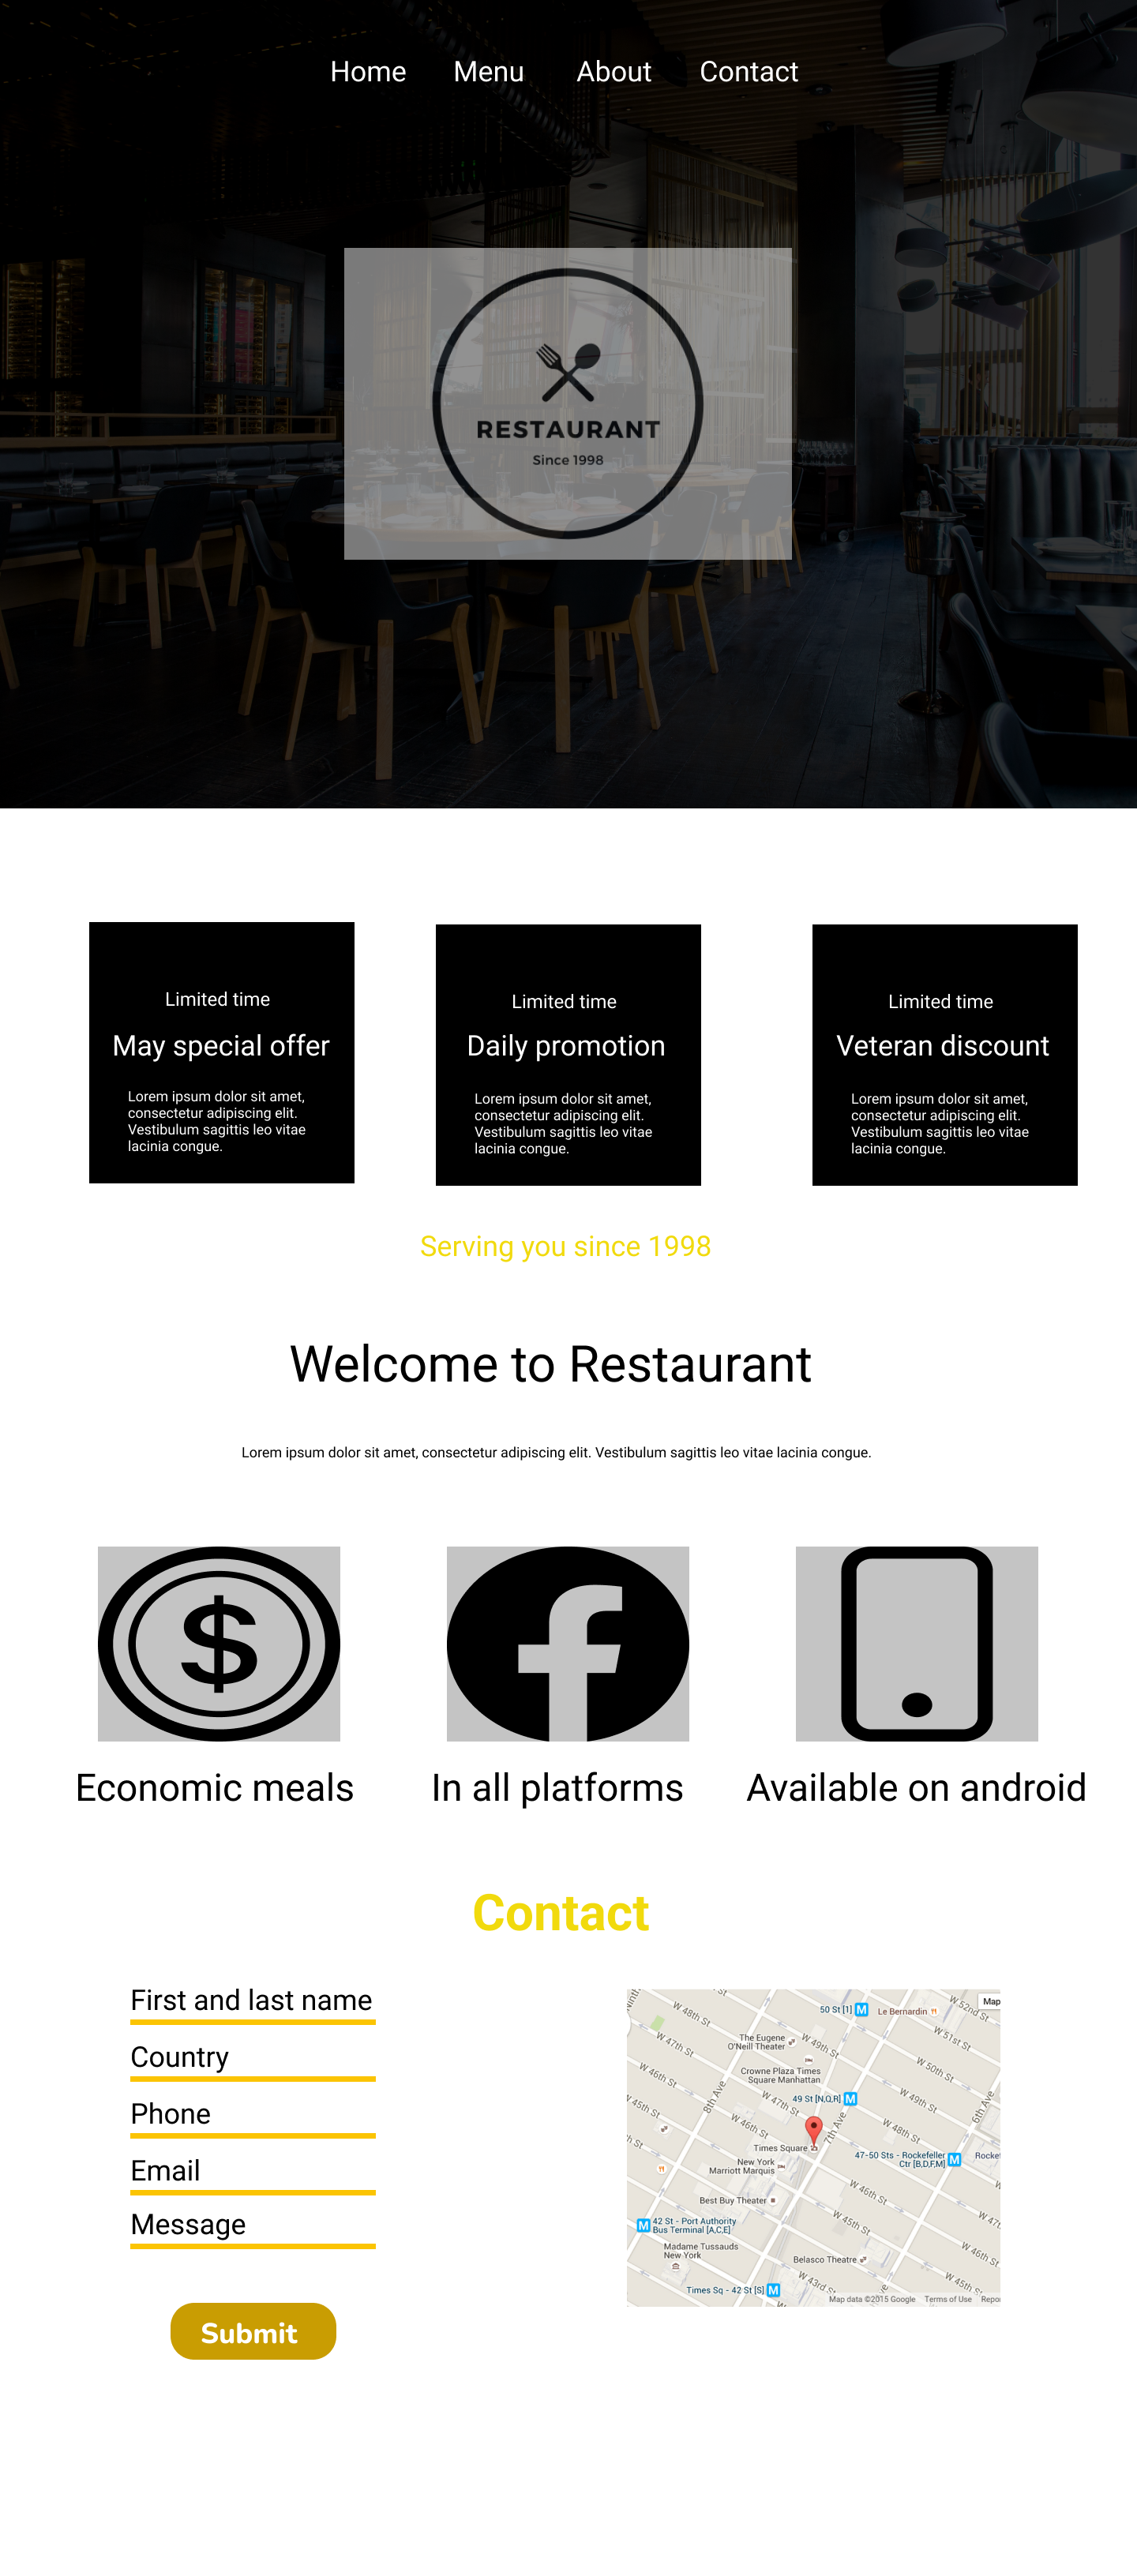 Home Menu About Contact
RESTAURANT
Since 1998
Limited time
May special offer
Lorem ipsum dolor sit amet,
consectetur adipiscing elit.
Vestibulum sagittis leo vitae
lacinia congue.
Limited time
Daily promotion
Lorem ipsum dolor sit amet,
consectetur adipiscing elit.
Vestibulum sagittis leo vitae
lacinia congue.
Limited time
Veteran discount
Lorem ipsum dolor sit amet,
consectetur adipiscing elit.
Vestibulum sagittis leo vitae
lacinia congue.
Serving you since 1998
Welcome to Restaurant
Lorem ipsum dolor sit amet, consectetur adipiscing elit. Vestibulum sagittis leo vitae lacinia congue.
$
f
Economic meals
In all platforms
Available on android
Contact
First and last name
Country
Phone
Email
Message
Submit
Map
50 St [1] M
Le Bernardin
W 52nd St
W 48th St
W 51st St
The Eugene
O'Neill Theater
W 47th St
W 49th St
W 50th St
Crowne Plaza Times
Square Manhattan
W 46th St
8th Ave
49 St [N,Q,R] M
W 47th St
W 49th St
6th Ave
W 45th St
W 46th St
7th Ave
W 48th St
Times Square
47-50 Sts - Rockefeller
Ctr [B,D,F,M] M
New York
Marriott Marquis
W 46th St
Best Buy Theater
M 42 St - Port Authority
Bus Terminal [A,C,E]
W 45th St
W 47t
Madame Tussauds
New York
Belasco Theatre
W 46th St
Times Sq - 42 St [S] M
W 43rd St
W 45th St
Map data ©2015 Google Terms of Use Repo